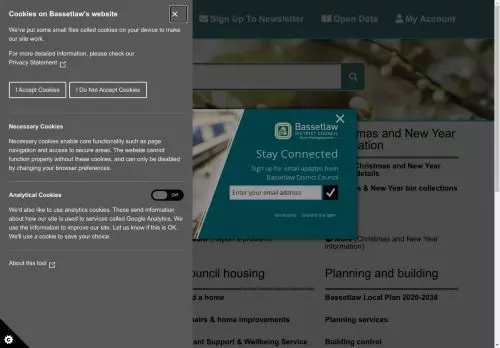 Cookies on Bassetlaw's website
We've put some small files called cookies on your device to make
our site work.
For more detailed information, please check our
Privacy Statement
I Accept Cookies
I Do Not Accept Cookies
Necessary Cookies
Necessary cookies enable core functionality such as page
navigation and access to secure areas. The website cannot
function properly without these cookies, and can only be disabled
by changing your browser preferences.
Analytical Cookies
Off
We'd also like to use analytics cookies. These send information
about how our site is used to services called Google Analytics. We
use the information to improve our site. Let us know if this is OK.
We'll use a cookie to save your choice.
About this tool
Sign Up To Newsletter
Open Data
My Account
Bassetlaw
DISTRICT COUNCIL
Stay Connected
Sign up for email updates from
Bassetlaw District Council
Enter your email address
mas and New Year
ation
Christmas and New Year
details
s & New Year bin collections
More (Christmas and New Year
information)
ouncil housing
d a home
airs & home improvements
ant Support & Wellbeing Service
Planning and building
Bassetlaw Local Plan 2020-2038
Planning services
Building control